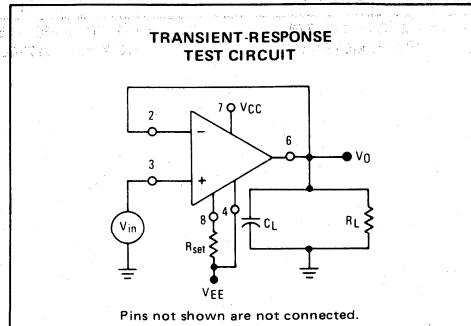 TRANSIENT-RESPONSE
TEST CIRCUIT
7 VCC
2
−
6
VO
3
+
8
4
CL
RL
Vin
Rset
VEE
Pins not shown are not connected.